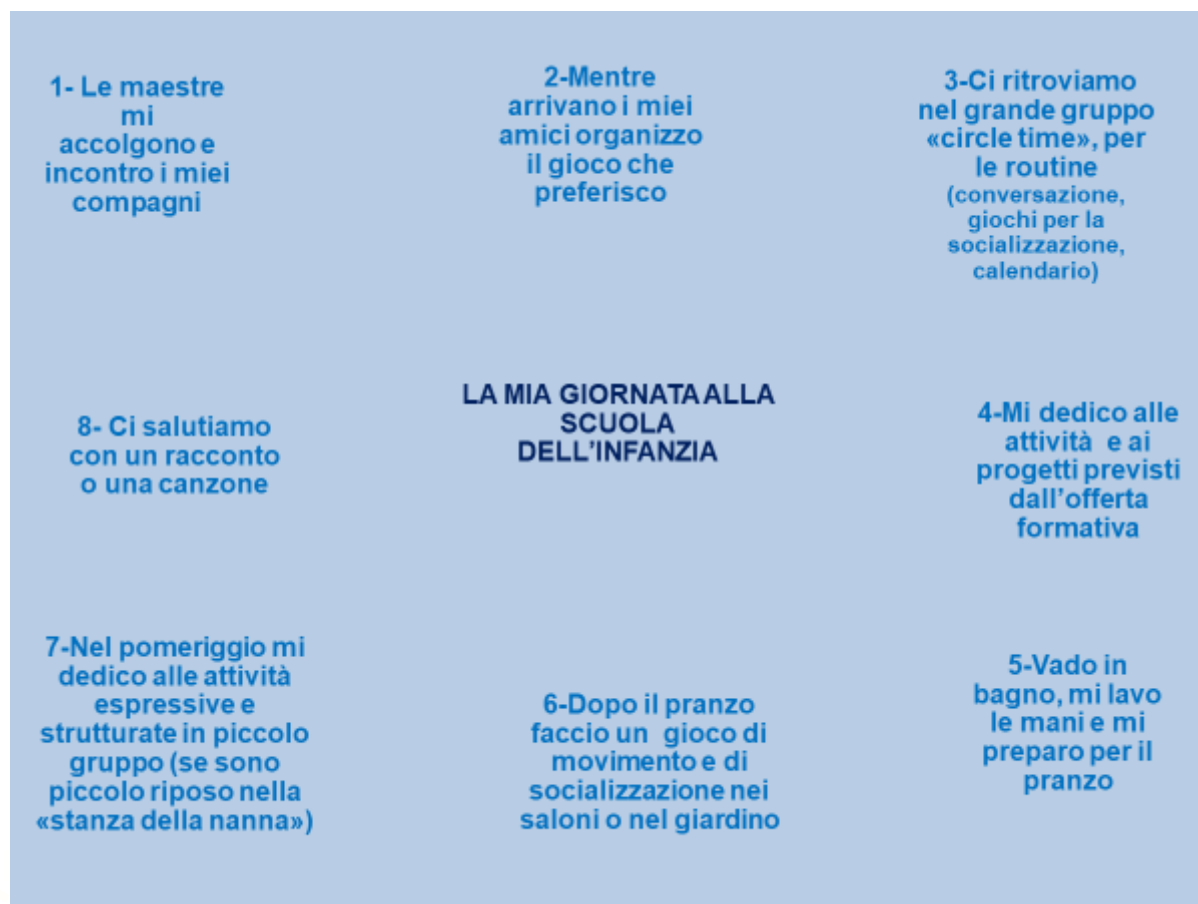 1- Le maestre
mi
accolgono e
incontro i miei
compagni
2-Mentre
arrivano i miei
amici organizzo
il gioco che
preferisco
3-Ci ritroviamo
nel grande gruppo
«circle time», per
le routine
(conversazione,
giochi per la
socializzazione,
calendario)
LA MIA GIORNATA ALLA
SCUOLA
DELL'INFANZIA
4-Mi dedico alle
attività e ai
progetti previsti
dall'offerta
formativa
5-Vado in
bagno, mi lavo
le mani e mi
preparo per il
pranzo
6-Dopo il pranzo
faccio un gioco di
movimento e di
socializzazione nei
saloni o nel giardino
7-Nel pomeriggio mi
dedico alle attività
espressive e
strutturate in piccolo
gruppo (se sono
piccolo riposo nella
«stanza della nanna»)
8- Ci salutiamo
con un racconto
o una canzone